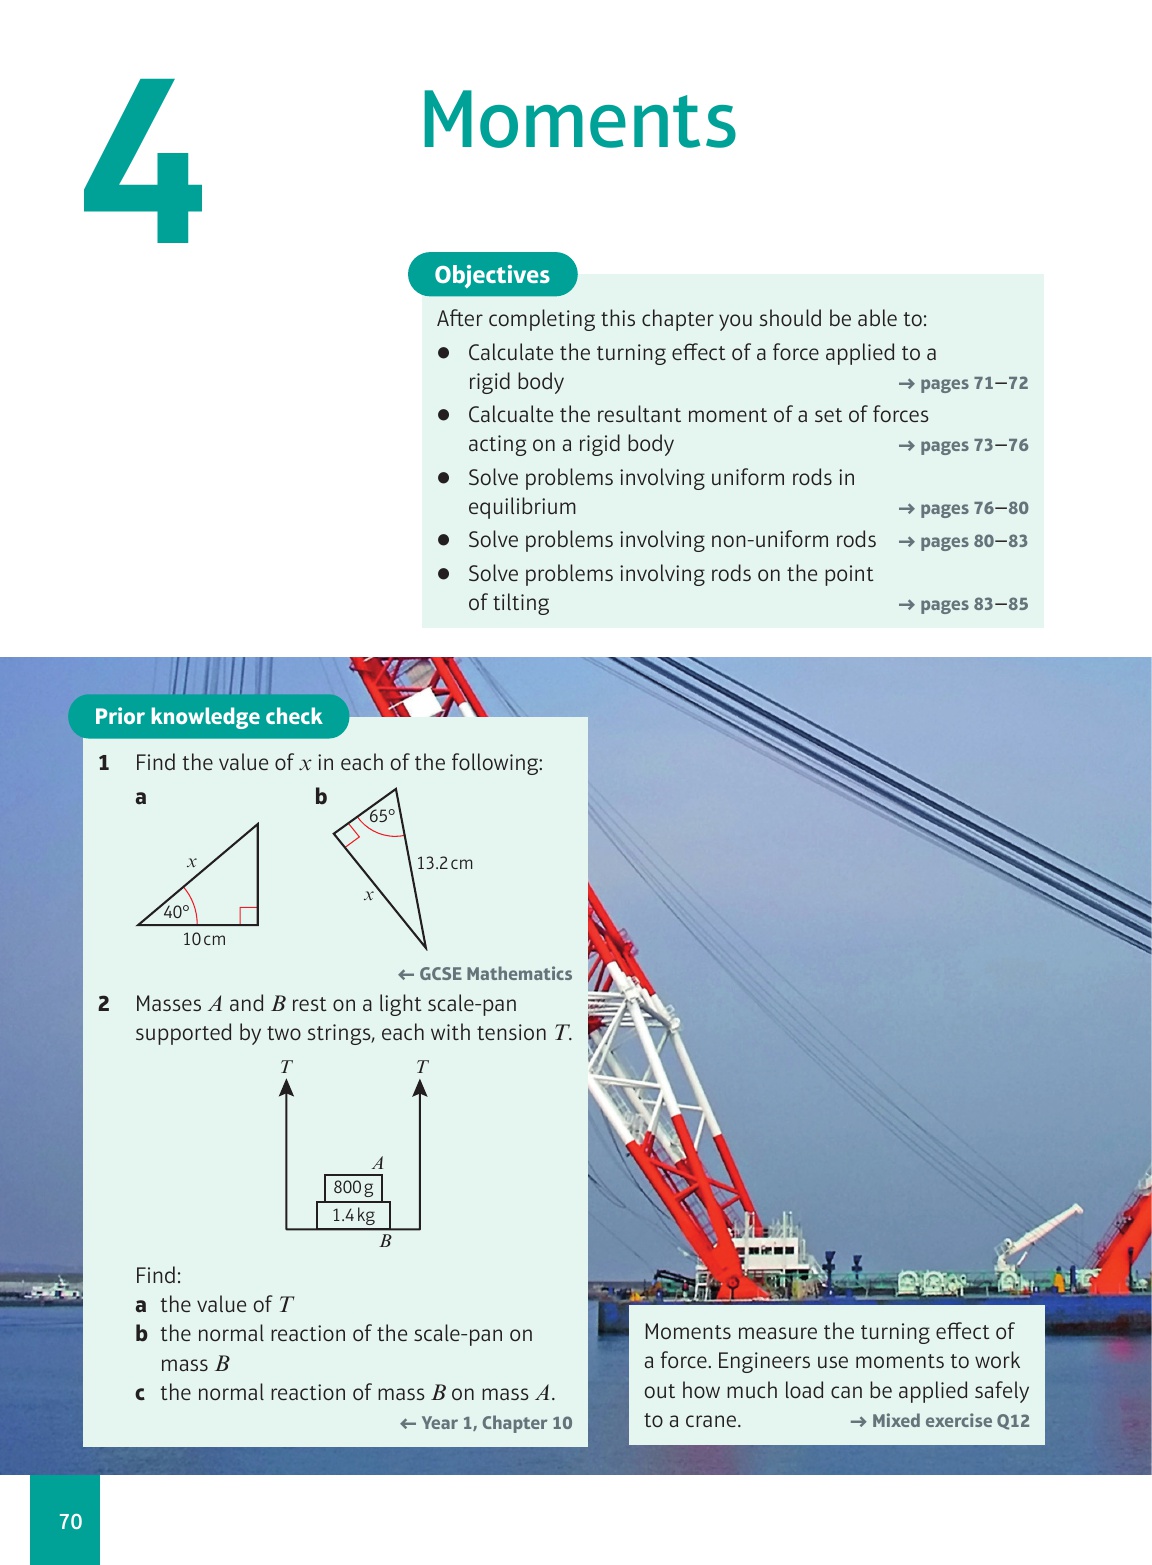 4
Moments
Objectives
After completing this chapter you should be able to:
● Calculate the turning effect of a force applied to a
rigid body → pages 71–72
● Calcualte the resultant moment of a set of forces
acting on a rigid body → pages 73–76
● Solve problems involving uniform rods in
equilibrium → pages 76–80
● Solve problems involving non-uniform rods → pages 80–83
● Solve problems involving rods on the point
of tilting → pages 83–85
Prior knowledge check
1 Find the value of x in each of the following:
a
b
x
40°
10 cm
65°
13.2 cm
x
← GCSE Mathematics
2 Masses A and B rest on a light scale-pan
supported by two strings, each with tension T.
T
T
A
800 g
1.4 kg
B
Find:
a the value of T
b the normal reaction of the scale-pan on
mass B
c the normal reaction of mass B on mass A.
← Year 1, Chapter 10
Moments measure the turning effect of
a force. Engineers use moments to work
out how much load can be applied safely
to a crane. → Mixed exercise Q12
70